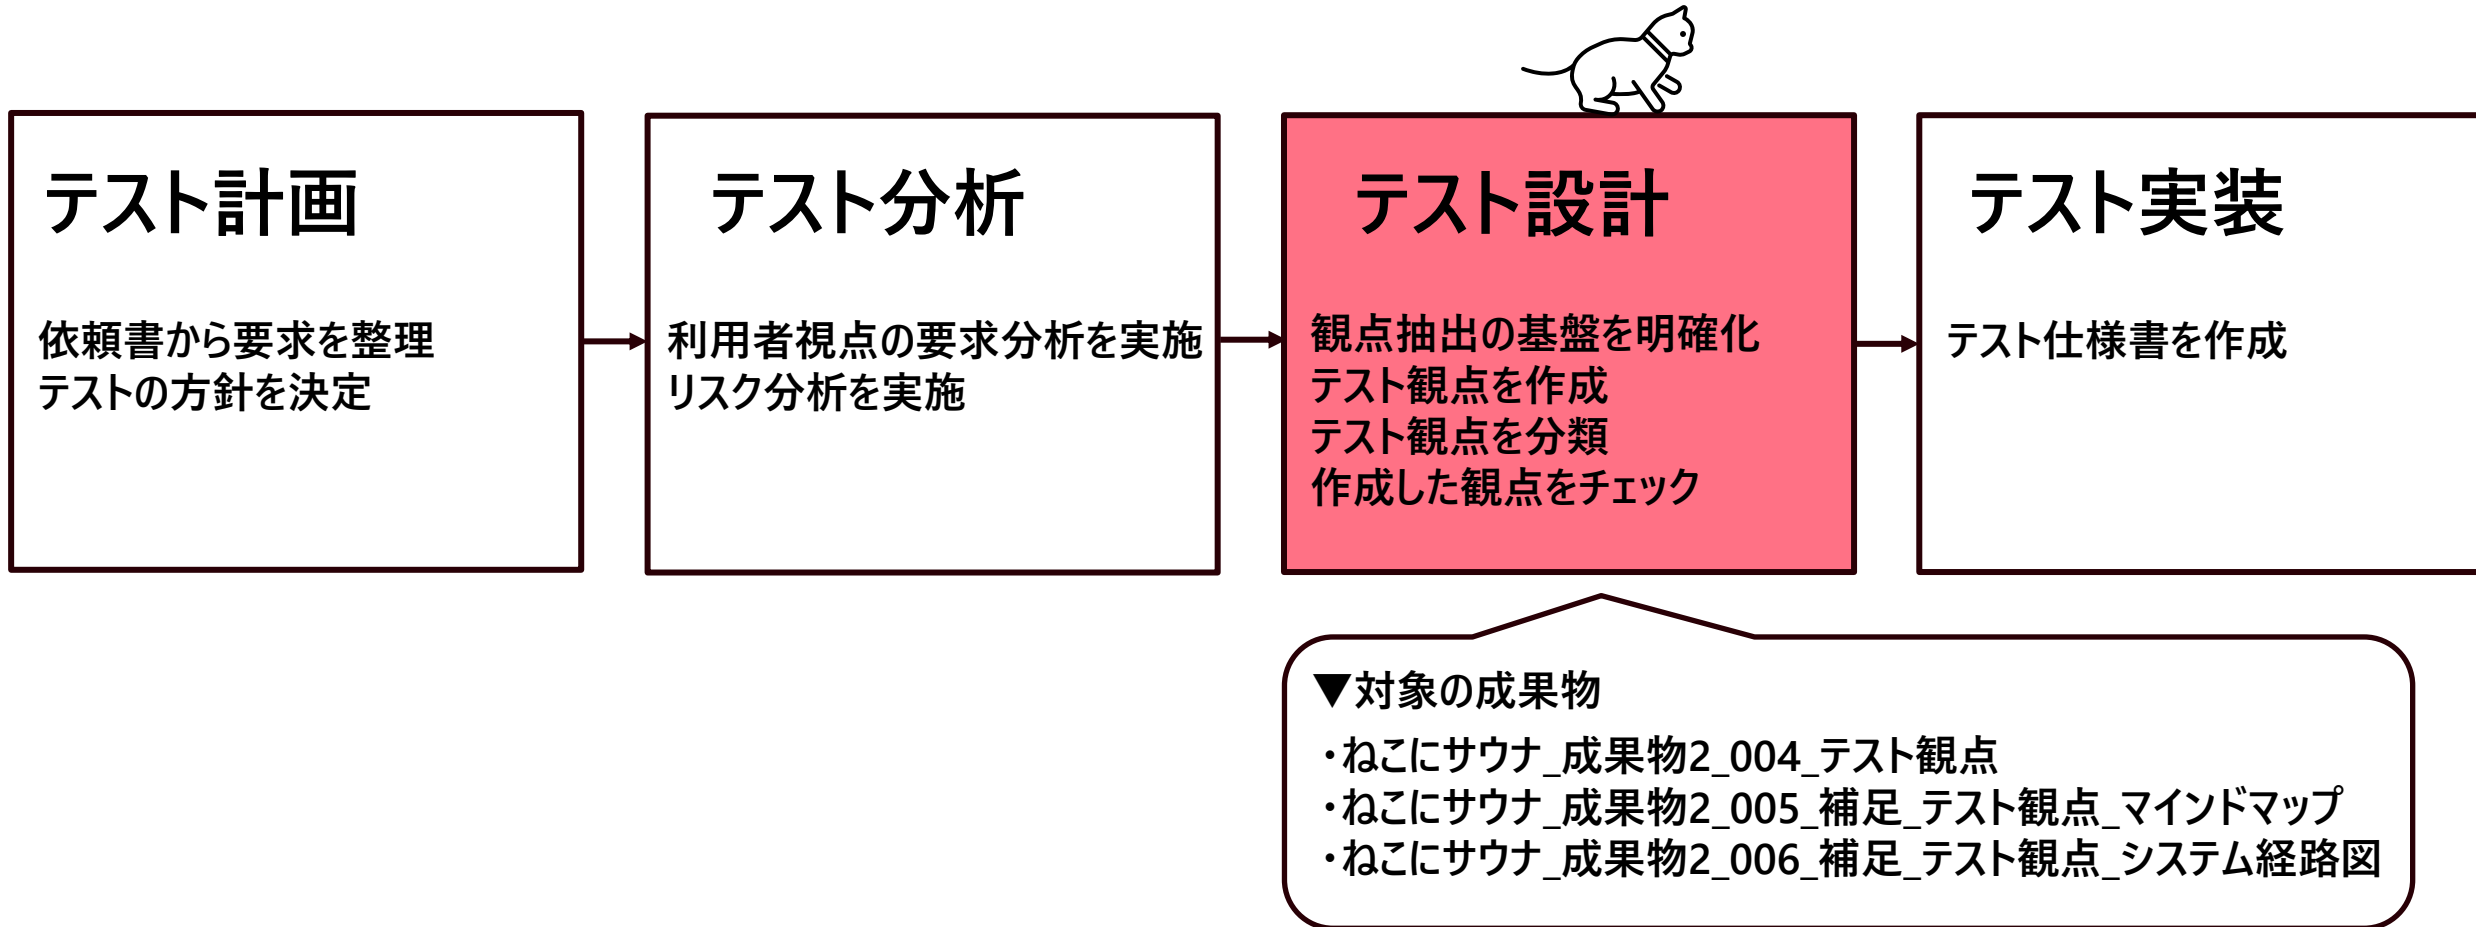 テスト計画
依頼書から要求を整理
テストの方針を決定
テスト分析
利用者視点の要求分析を実施
リスク分析を実施
テスト設計
観点抽出の基盤を明確化
テスト観点を作成
テスト観点を分類
作成した観点をチェック
テスト実装
テスト仕様書を作成
▼対象の成果物
・ねこにサウナ_成果物2_004_テスト観点
・ねこにサウナ_成果物2_005_補足_テスト観点_マインドマップ
・ねこにサウナ_成果物2_006_補足_テスト観点_システム経路図